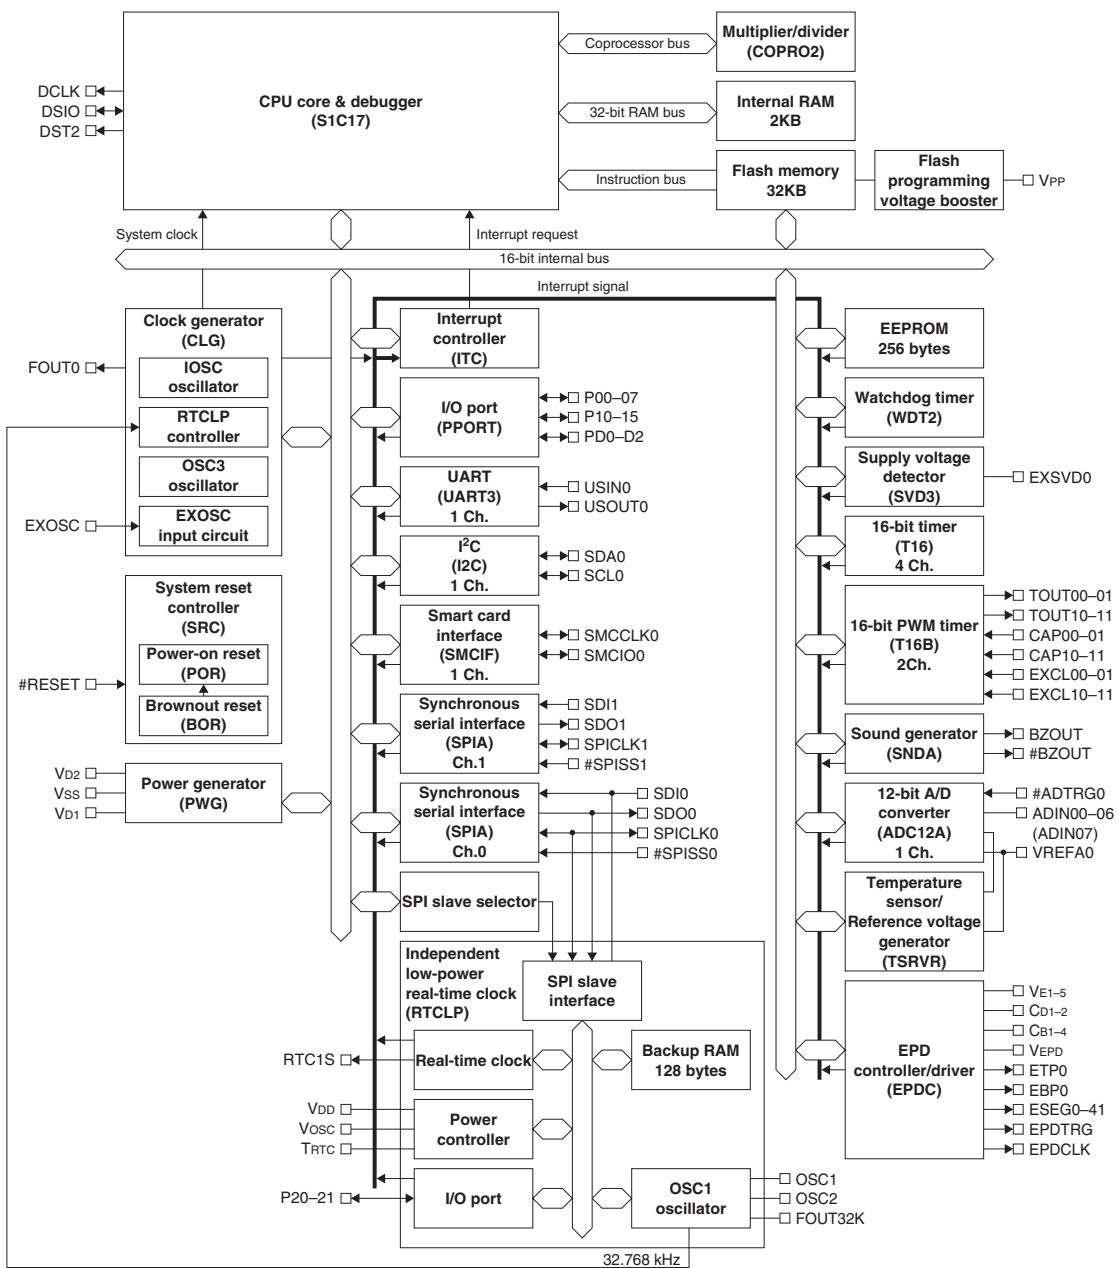 CPU core & debugger
(S1C17)
DCLK
DSIO
DST2
Coprocessor bus
Multiplier/divider
(COPRO2)
32-bit RAM bus
Internal RAM
2KB
Instruction bus
Flash memory
32KB
Flash
programming
voltage booster
VPP
System clock
Interrupt request
16-bit internal bus
Interrupt signal
Clock generator
(CLG)
FOUT0
IOSC
oscillator
RTCLP
controller
OSC3
oscillator
EXOSC
EXOSC
input circuit
System reset
controller
(SRC)
Power-on reset
(POR)
#RESET
Brownout reset
(BOR)
VD2
VSS
VD1
Power generator
(PWG)
Interrupt
controller
(ITC)
I/O port
(PPORT)
P00–07
P10–15
PD0–D2
UART
(UART3)
1 Ch.
USIN0
USOUT0
I2C
(I2C)
1 Ch.
SDA0
SCL0
Smart card
interface
(SMCIF)
1 Ch.
SMCCLK0
SMCIO0
Synchronous
serial interface
(SPIA)
Ch.1
SDI1
SDO1
SPICLK1
#SPISS1
Synchronous
serial interface
(SPIA)
Ch.0
SDI0
SDO0
SPICLK0
#SPISS0
SPI slave selector
Independent
low-power
real-time clock
(RTCLP)
SPI slave
interface
RTC1S
Real-time clock
Backup RAM
128 bytes
VDD
VOSC
TRTC
Power
controller
P20–21
I/O port
OSC1
oscillator
OSC1
OSC2
FOUT32K
32.768 kHz
EEPROM
256 bytes
Watchdog timer
(WDT2)
Supply voltage
detector
(SVD3)
EXSVD0
16-bit timer
(T16)
4 Ch.
16-bit PWM timer
(T16B)
2Ch.
TOUT00–01
TOUT10–11
CAP00–01
CAP10–11
EXCL00–01
EXCL10–11
Sound generator
(SNDA)
BZOUT
#BZOUT
12-bit A/D
converter
(ADC12A)
1 Ch.
#ADTRG0
ADIN00–06
(ADIN07)
VREFA0
Temperature
sensor/
Reference voltage
generator
(TSRVR)
EPD
controller/driver
(EPDC)
VE1–5
CD1–2
CB1–4
VEPD
ETP0
EBP0
ESEG0–41
EPDTRG
EPDCLK